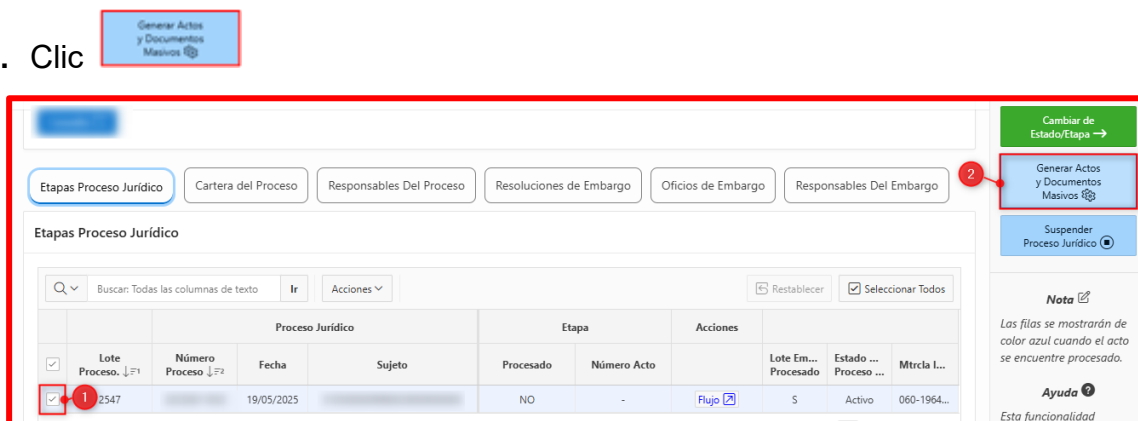 Generar Actos
y Documentos
Masivos
. Clic
Cambiar de
Estado/Etapa →
Etapas Proceso Jurídico
Cartera del Proceso
Responsables Del Proceso
Resoluciones de Embargo
Oficios de Embargo
Responsables Del Embargo
2
Generar Actos
y Documentos
Masivos
Suspender
Proceso Jurídico
Etapas Proceso Jurídico
Buscar: Todas las columnas de texto
Ir
Acciones
Restablecer
Seleccionar Todos
Nota
Las filas se mostrarán de
color azul cuando el acto
se encuentre procesado.
Proceso Jurídico
Etapa
Acciones
Lote
Proceso. ↓1
Número
Proceso ↓2
Fecha
Sujeto
Procesado
Número Acto
Lote Em...
Procesado
Estado ...
Proceso ...
Mtrcla I...
1
2547
19/05/2025
NO
-
Flujo
S
Activo
060-1964...
Ayuda
Esta funcionalidad